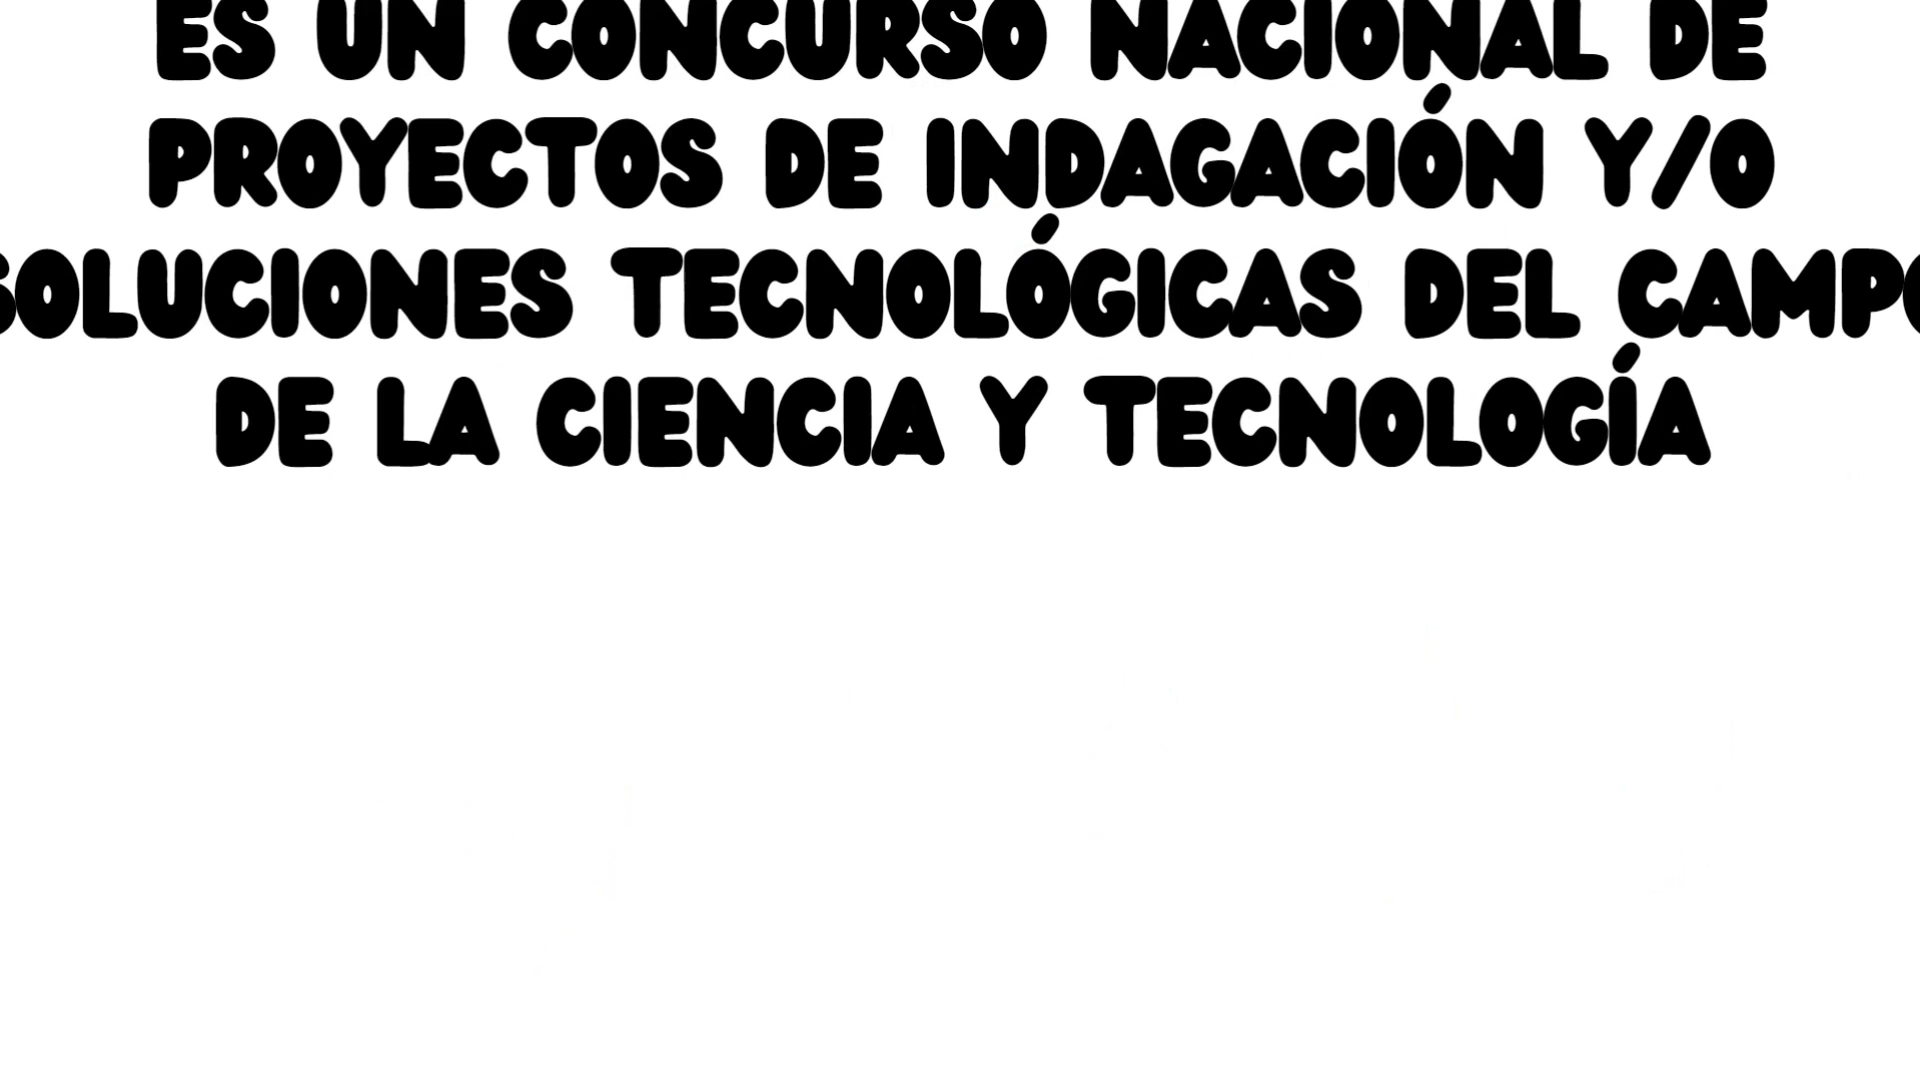 ES UN CONCURSO NACIONAL DE
PROYECTOS DE INDAGACIÓN Y/O
SOLUCIONES TECNOLÓGICAS DEL CAMPO
DE LA CIENCIA Y TECNOLOGÍA